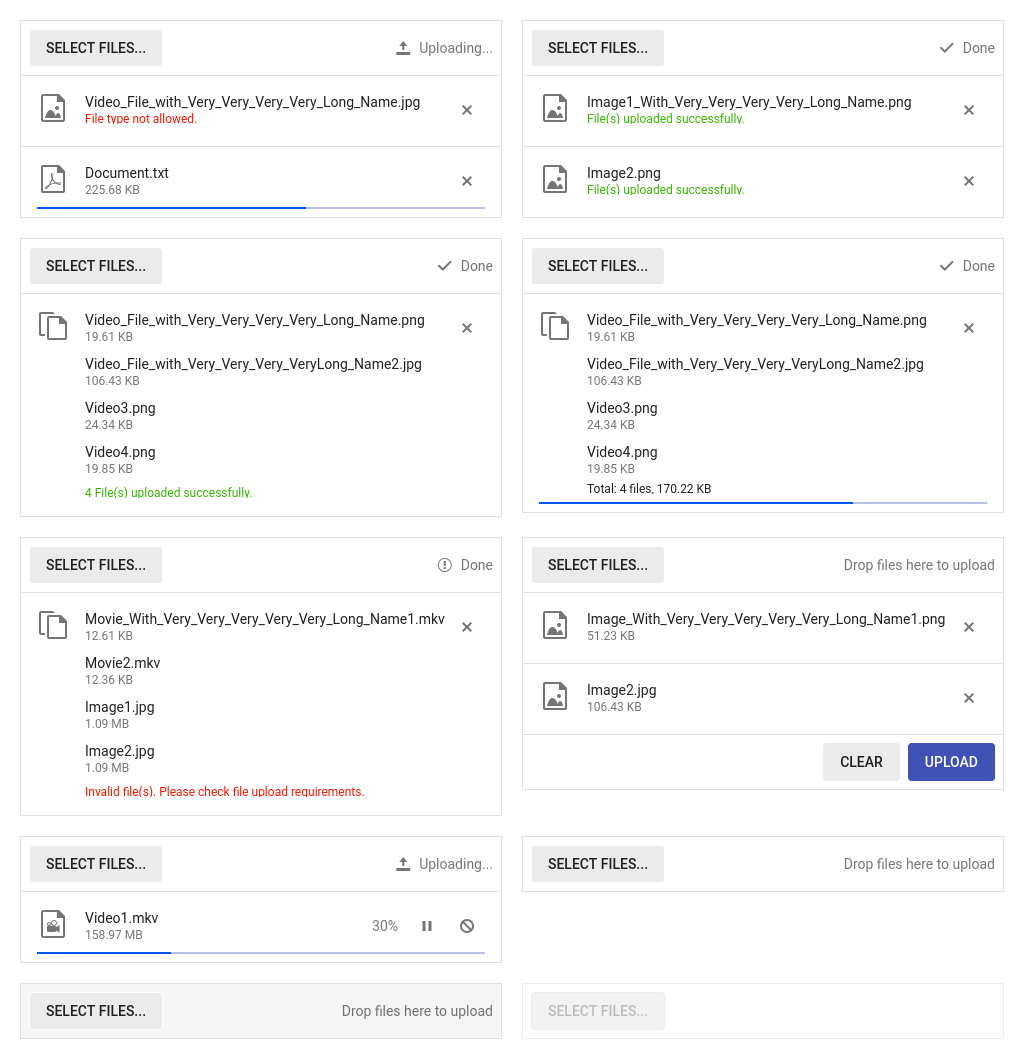 SELECT FILES...
Uploading...
Video_File_with_Very_Very_Very_Very_Long_Name.jpg
File type not allowed.
Document.txt
225.68 KB
SELECT FILES...
Done
Image1_With_Very_Very_Very_Very_Long_Name.png
File(s) uploaded successfully.
Image2.png
File(s) uploaded successfully.
SELECT FILES...
Done
Video_File_with_Very_Very_Very_Very_Long_Name.png
19.61 KB
Video_File_with_Very_Very_Very_VeryLong_Name2.jpg
106.43 KB
Video3.png
24.34 KB
Video4.png
19.85 KB
4 File(s) uploaded successfully.
SELECT FILES...
Done
Video_File_with_Very_Very_Very_Very_Long_Name.png
19.61 KB
Video_File_with_Very_Very_Very_VeryLong_Name2.jpg
106.43 KB
Video3.png
24.34 KB
Video4.png
19.85 KB
Total: 4 files, 170.22 KB
SELECT FILES...
Done
Movie_With_Very_Very_Very_Very_Very_Long_Name1.mkv
12.61 KB
Movie2.mkv
12.36 KB
Image1.jpg
1.09 MB
Image2.jpg
1.09 MB
Invalid file(s). Please check file upload requirements.
SELECT FILES...
Drop files here to upload
Image_With_Very_Very_Very_Very_Very_Long_Name1.png
51.23 KB
Image2.jpg
106.43 KB
CLEAR
UPLOAD
SELECT FILES...
Uploading...
Video1.mkv
158.97 MB
30%
SELECT FILES...
Drop files here to upload
SELECT FILES...
Drop files here to upload
SELECT FILES...